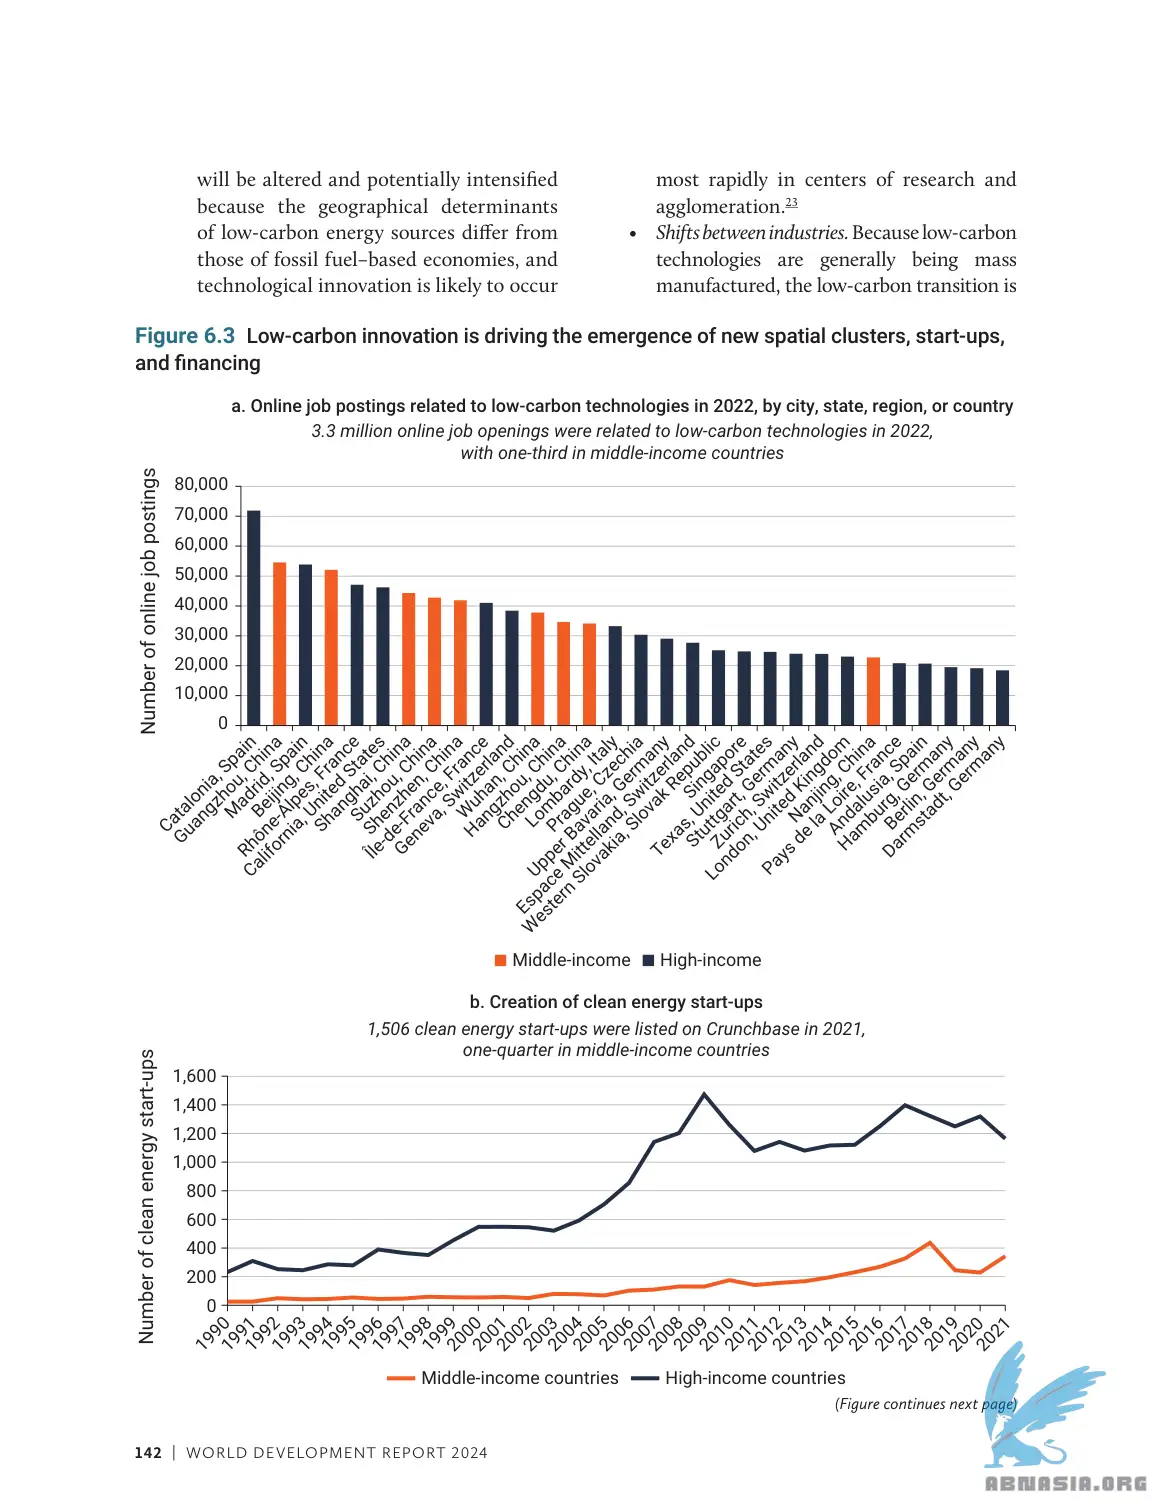 will be altered and potentially intensified
because the geographical determinants
of low-carbon energy sources differ from
those of fossil fuel–based economies, and
technological innovation is likely to occur
most rapidly in centers of research and
agglomeration.23
• Shifts between industries. Because low-carbon
technologies are generally being mass
manufactured, the low-carbon transition is
Figure 6.3 Low-carbon innovation is driving the emergence of new spatial clusters, start-ups,
and financing
a. Online job postings related to low-carbon technologies in 2022, by city, state, region, or country
3.3 million online job openings were related to low-carbon technologies in 2022,
with one-third in middle-income countries
Number of online job postings
80,000
70,000
60,000
50,000
40,000
30,000
20,000
10,000
0
Catalonia, Spain
Guangzhou, China
Madrid, Spain
Beijing, China
Rhône-Alpes, France
California, United States
Shanghai, China
Suzhou, China
Shenzhen, China
Île-de-France, France
Geneva, Switzerland
Wuhan, China
Hangzhou, China
Chengdu, China
Lombardy, Italy
Prague, Czechia
Upper Bavaria, Germany
Espace Mittelland, Switzerland
Western Slovakia, Slovak Republic
Singapore
Texas, United States
Stuttgart, Germany
Zurich, Switzerland
London, United Kingdom
Nanjing, China
Pays de la Loire, France
Andalusia, Spain
Hamburg, Germany
Berlin, Germany
Darmstadt, Germany
Middle-income High-income
b. Creation of clean energy start-ups
1,506 clean energy start-ups were listed on Crunchbase in 2021,
one-quarter in middle-income countries
Number of clean energy start-ups
1,600
1,400
1,200
1,000
800
600
400
200
0
1990
1991
1992
1993
1994
1995
1996
1997
1998
1999
2000
2001
2002
2003
2004
2005
2006
2007
2008
2009
2010
2011
2012
2013
2014
2015
2016
2017
2018
2019
2020
2021
Middle-income countries High-income countries
(Figure continues next page)
142 | WORLD DEVELOPMENT REPORT 2024
ABNASIA.ORG